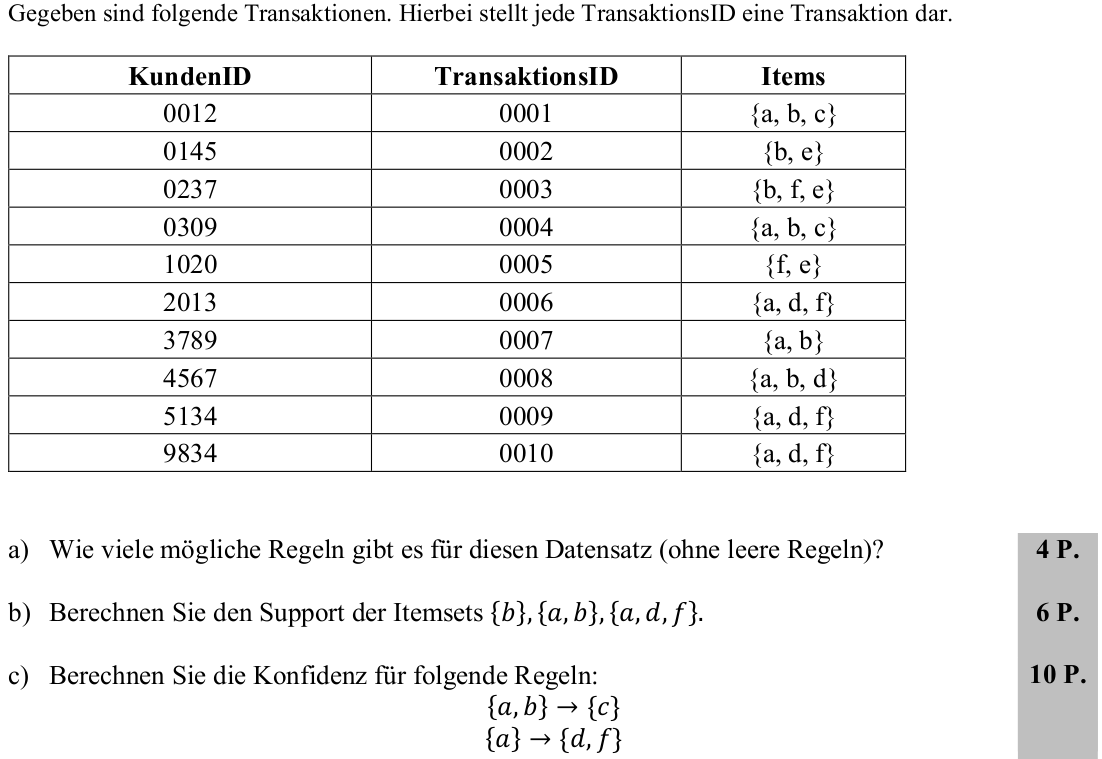 Gegeben sind folgende Transaktionen. Hierbei stellt jede TransaktionsID eine Transaktion dar.
KundenID TransaktionsID Items
0012 0001 {a, b, c}
0145 0002 {b, e}
0237 0003 {b, f, e}
0309 0004 {a, b, c}
1020 0005 {f, e}
2013 0006 {a, d, f}
3789 0007 {a, b}
4567 0008 {a, b, d}
5134 0009 {a, d, f}
9834 0010 {a, d, f}
a) Wie viele mögliche Regeln gibt es für diesen Datensatz (ohne leere Regeln)? 4 P.
b) Berechnen Sie den Support der Itemsets {b}, {a, b}, {a, d, f}. 6 P.
c) Berechnen Sie die Konfidenz für folgende Regeln: 10 P.
{a, b} → {c}
{a} → {d, f}